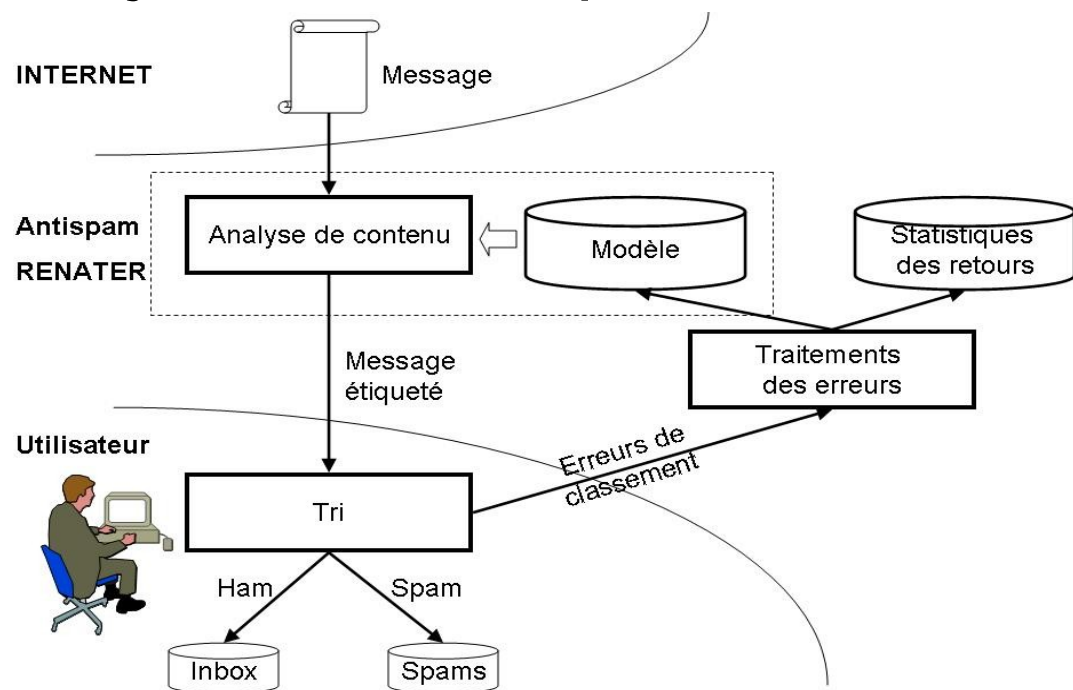 INTERNET
Message
Antispam
RENATER
Analyse de contenu
Modèle
Statistiques
des retours
Traitements
des erreurs
Message
étiqueté
Utilisateur
Erreurs de
classement
Tri
Ham
Spam
Inbox
Spams